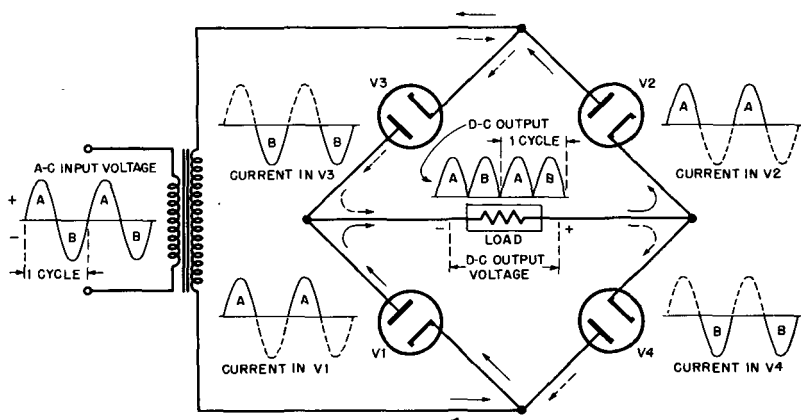 V3
V2
A
A
B
B
CURRENT IN V3
D-C OUTPUT
1 CYCLE
A
B
A
B
CURRENT IN V2
A-C INPUT VOLTAGE
+
A
A
-
B
B
1 CYCLE
-
LOAD
+
D-C OUTPUT
VOLTAGE
A
A
CURRENT IN V1
V1
V4
B
B
CURRENT IN V4